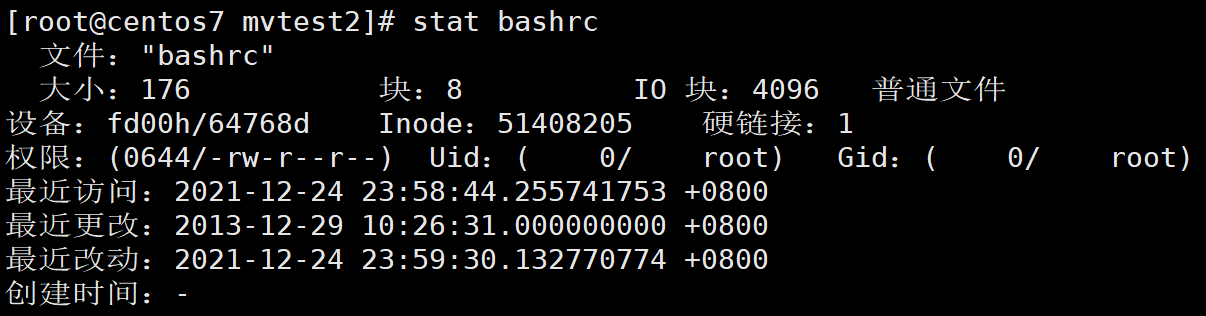 [root@centos7 mvtest2]# stat bashrc
文件："bashrc"
大小：176 块：8 IO 块：4096 普通文件
设备：fd00h/64768d Inode：51408205 硬链接：1
权限：(0644/-rw-r--r--) Uid：( 0/ root) Gid：( 0/ root)
最近访问：2021-12-24 23:58:44.255741753 +0800
最近更改：2013-12-29 10:26:31.000000000 +0800
最近改动：2021-12-24 23:59:30.132770774 +0800
创建时间：-